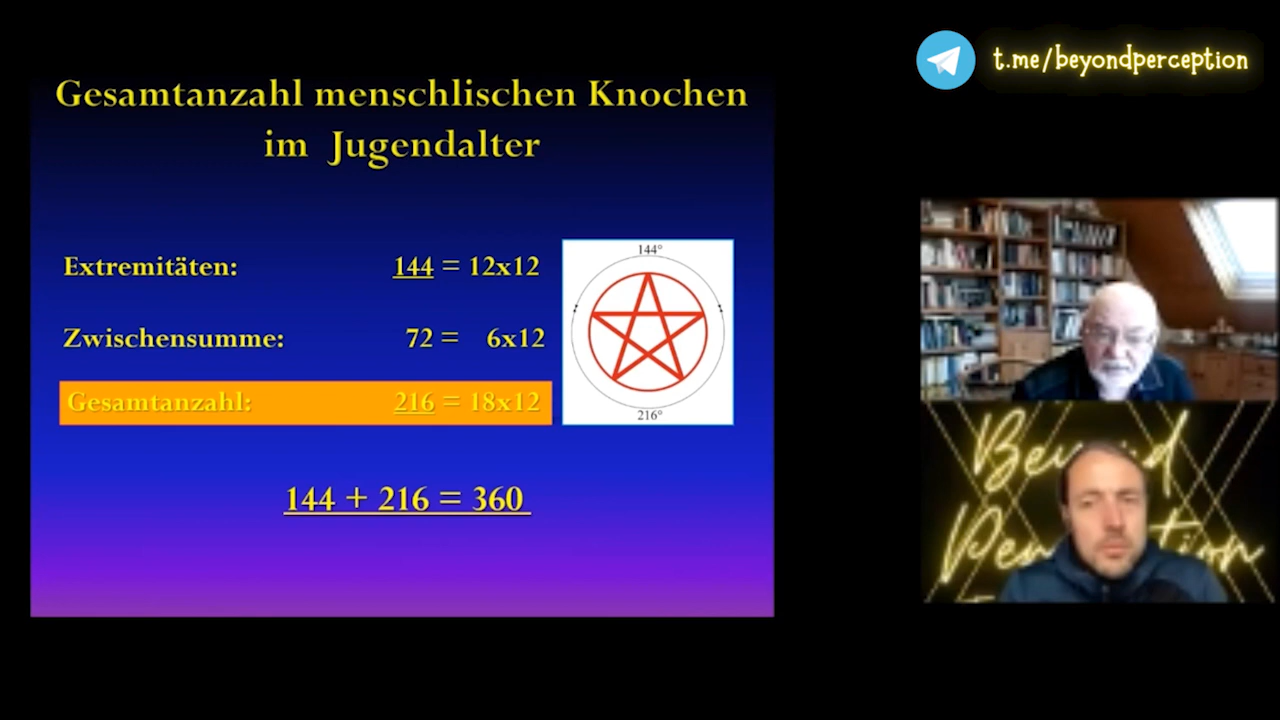 t.me/beyondperception
Gesamtanzahl menschlischen Knochen
im Jugendalter
Extremitäten: 144 = 12x12
Zwischensumme: 72 = 6x12
Gesamtanzahl: 216 = 18x12
144°
216°
144 + 216 = 360
Beyond